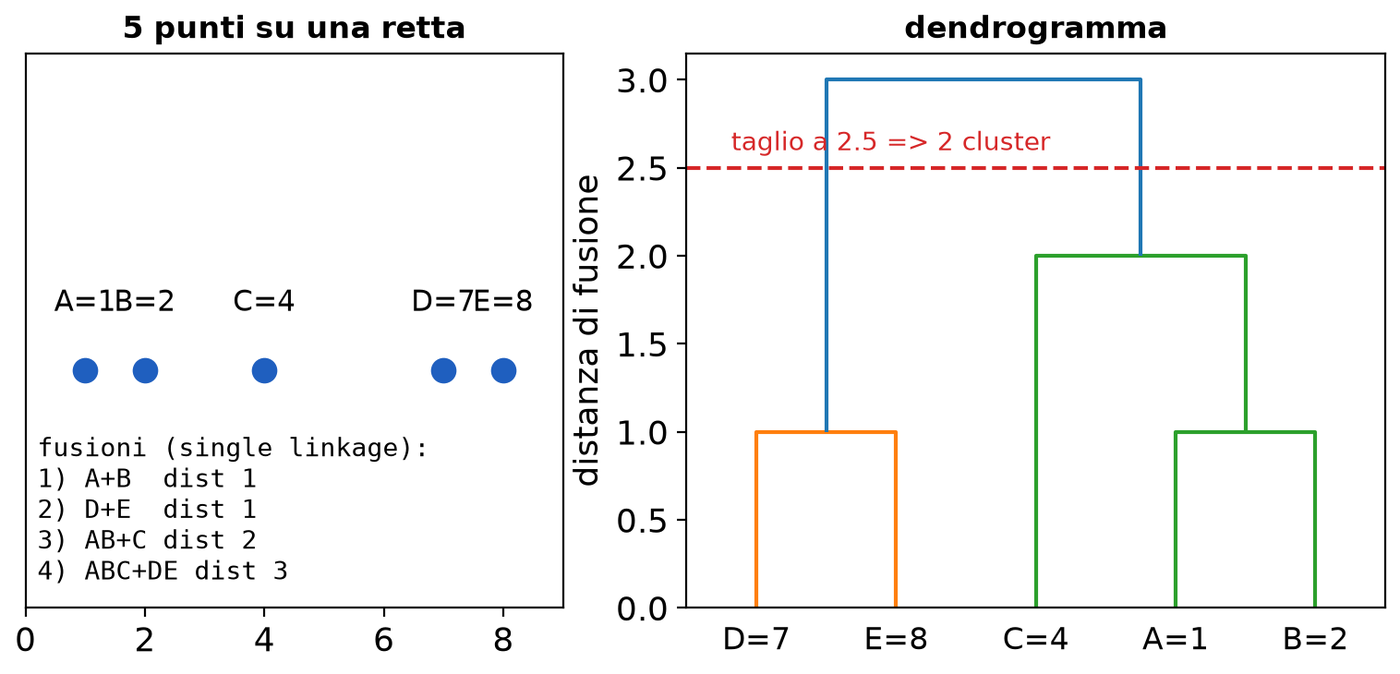 5 punti su una retta
A=1 B=2 C=4 D=7 E=8
fusioni (single linkage):
1) A+B dist 1
2) D+E dist 1
3) AB+C dist 2
4) ABC+DE dist 3
0 2 4 6 8
dendrogramma
distanza di fusione
3.0
2.5
2.0
1.5
1.0
0.5
0.0
taglio a 2.5 => 2 cluster
D=7 E=8 C=4 A=1 B=2